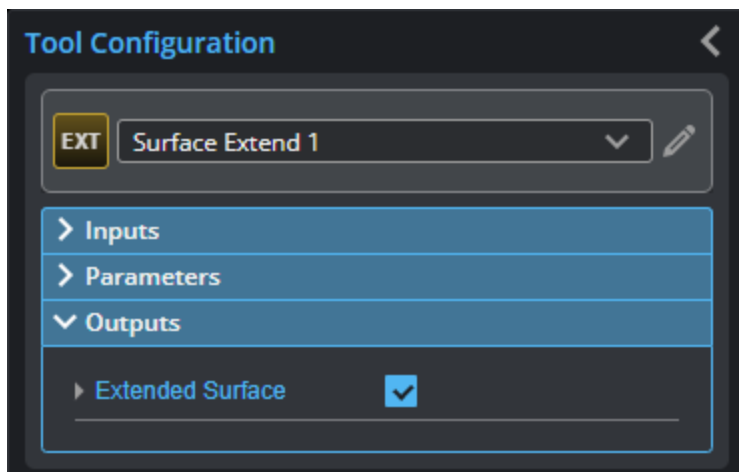 Tool Configuration
EXT Surface Extend 1
Inputs
Parameters
Outputs
Extended Surface